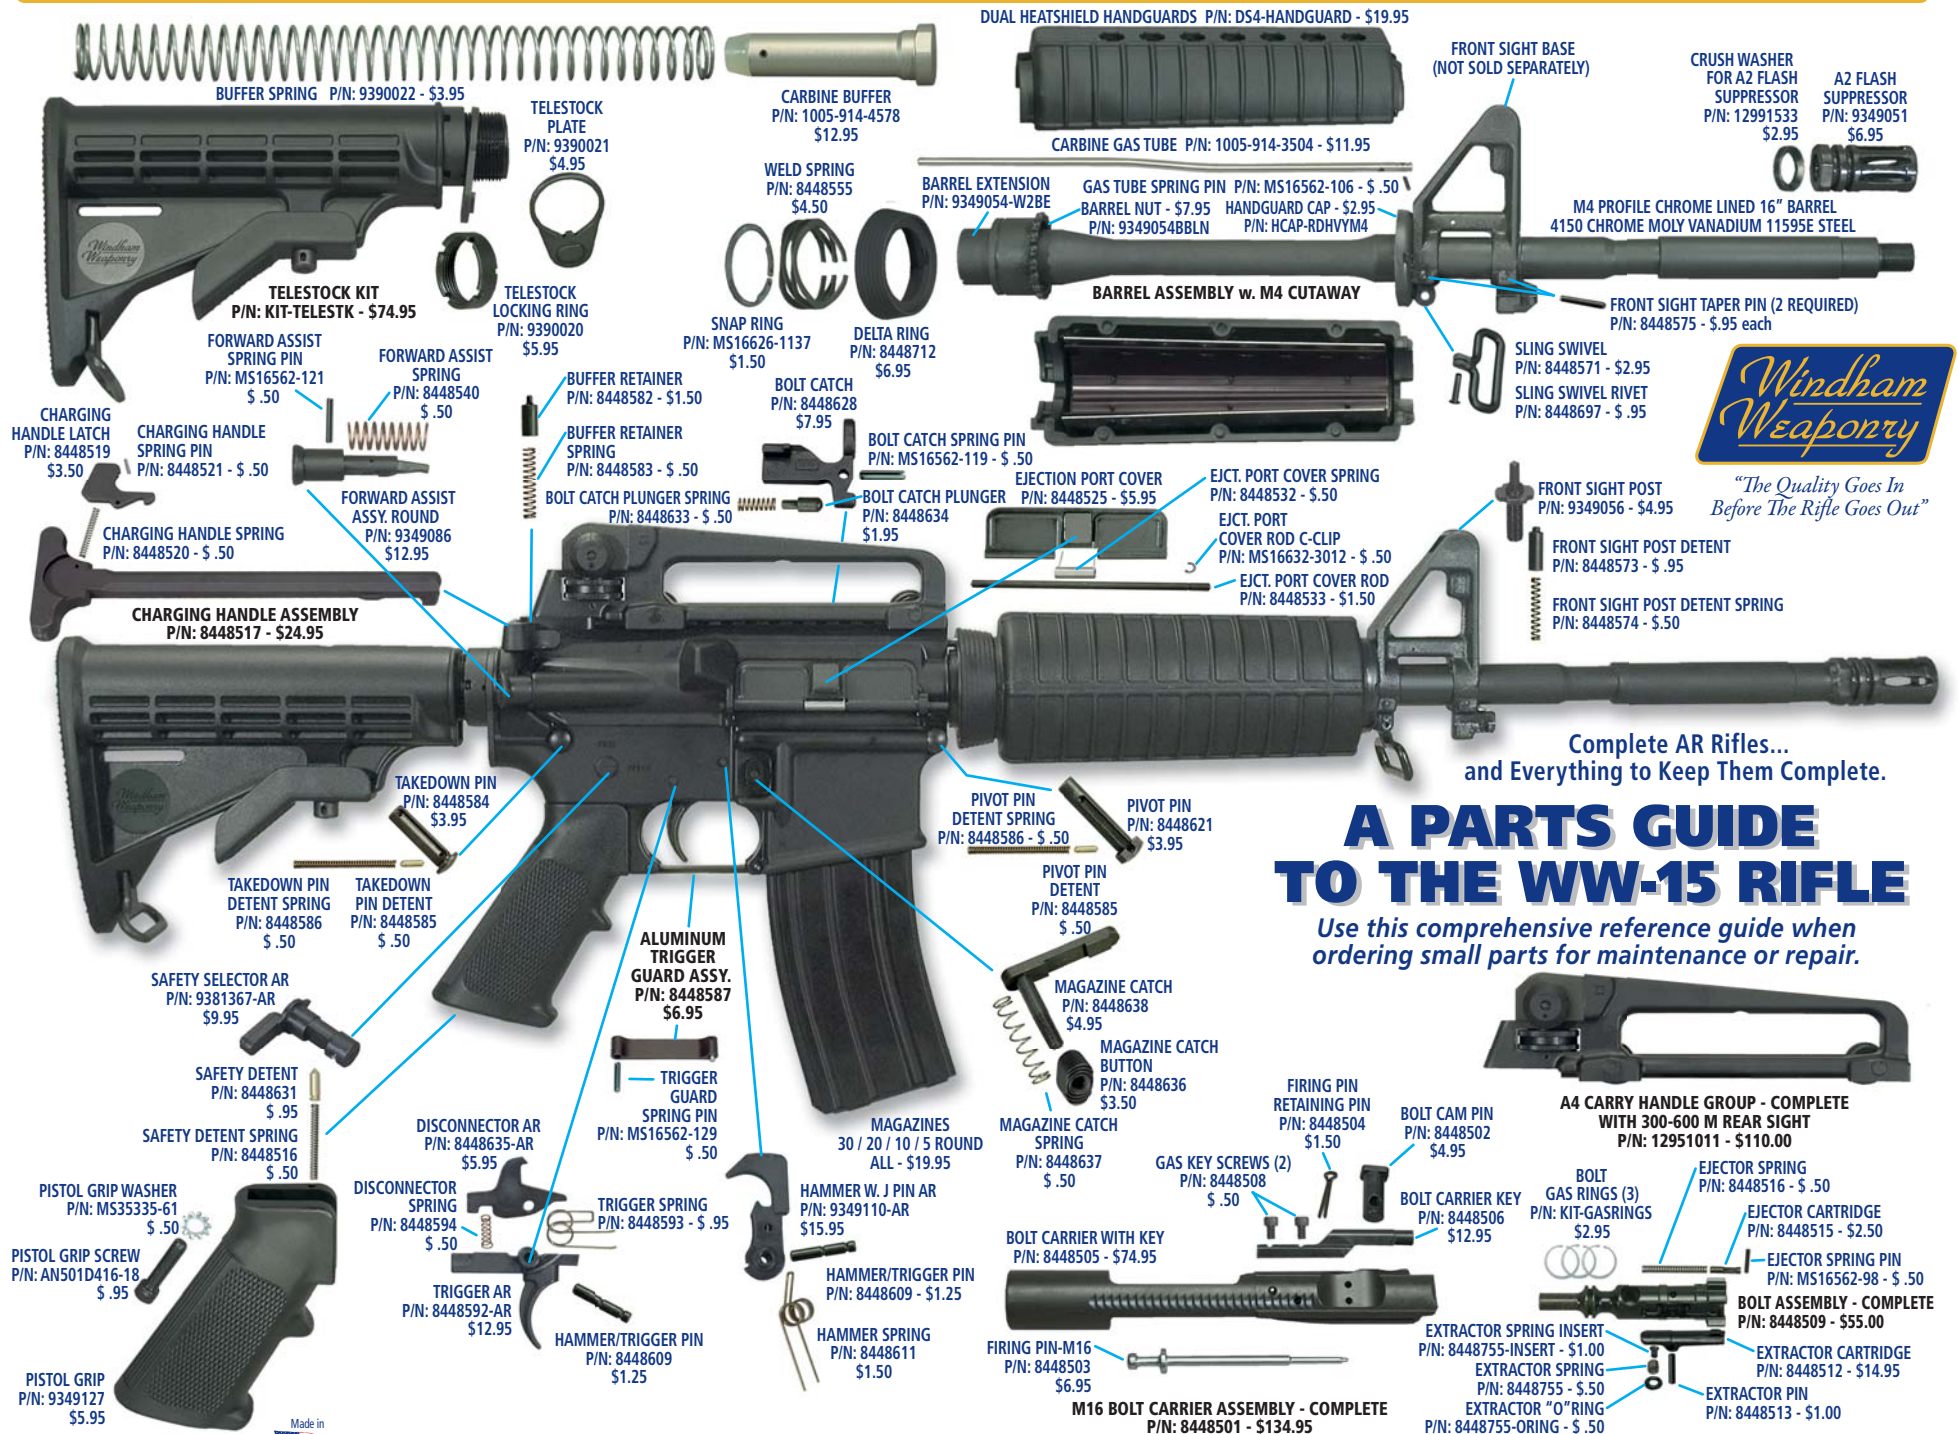 DUAL HEATSHIELD HANDGUARDS P/N: DS4-HANDGUARD - $19.95
BUFFER SPRING P/N: 9390022 - $3.95
CARBINE BUFFER
P/N: 1005-914-4578
$12.95
TELESTOCK
PLATE
P/N: 9390021
$4.95
FRONT SIGHT BASE
(NOT SOLD SEPARATELY)
CRUSH WASHER
FOR A2 FLASH
SUPPRESSOR
P/N: 12991533
$2.95
A2 FLASH
SUPPRESSOR
P/N: 9349051
$6.95
CARBINE GAS TUBE P/N: 1005-914-3504 - $11.95
WELD SPRING
P/N: 8448555
$4.50
BARREL EXTENSION
P/N: 9349054-W2BE
GAS TUBE SPRING PIN P/N: MS16562-106 - $ .50
BARREL NUT - $7.95
P/N: 9349054BBLN
HANDGUARD CAP - $2.95
P/N: HCAP-RDHVYM4
M4 PROFILE CHROME LINED 16” BARREL
4150 CHROME MOLY VANADIUM 11595E STEEL
Windham
Weaponry
TELESTOCK KIT
P/N: KIT-TELESTK - $74.95
TELESTOCK
LOCKING RING
P/N: 9390020
$5.95
SNAP RING
P/N: MS16626-1137
$1.50
DELTA RING
P/N: 8448712
$6.95
BARREL ASSEMBLY w. M4 CUTAWAY
FRONT SIGHT TAPER PIN (2 REQUIRED)
P/N: 8448575 - $.95 each
SLING SWIVEL
P/N: 8448571 - $2.95
SLING SWIVEL RIVET
P/N: 8448697 - $ .95
Windham
Weaponry
“The Quality Goes In
Before The Rifle Goes Out”
FORWARD ASSIST
SPRING PIN
P/N: MS16562-121
$ .50
FORWARD ASSIST
SPRING
P/N: 8448540
$ .50
BUFFER RETAINER
P/N: 8448582 - $1.50
BUFFER RETAINER
SPRING
P/N: 8448583 - $ .50
BOLT CATCH
P/N: 8448628
$7.95
BOLT CATCH SPRING PIN
P/N: MS16562-119 - $ .50
CHARGING
HANDLE LATCH
P/N: 8448519
$3.50
CHARGING HANDLE
SPRING PIN
P/N: 8448521 - $ .50
FORWARD ASSIST
ASSY. ROUND
P/N: 9349086
$12.95
BOLT CATCH PLUNGER SPRING
P/N: 8448633 - $ .50
BOLT CATCH PLUNGER
P/N: 8448634
$1.95
EJECTION PORT COVER
P/N: 8448525 - $5.95
EJCT. PORT COVER SPRING
P/N: 8448532 - $.50
EJCT. PORT
COVER ROD C-CLIP
P/N: MS16632-3012 - $ .50
EJCT. PORT COVER ROD
P/N: 8448533 - $1.50
FRONT SIGHT POST
P/N: 9349056 - $4.95
FRONT SIGHT POST DETENT
P/N: 8448573 - $ .95
FRONT SIGHT POST DETENT SPRING
P/N: 8448574 - $.50
CHARGING HANDLE SPRING
P/N: 8448520 - $ .50
CHARGING HANDLE ASSEMBLY
P/N: 8448517 - $24.95
Complete AR Rifles...
and Everything to Keep Them Complete.
A PARTS GUIDE
TO THE WW-15 RIFLE
Use this comprehensive reference guide when
ordering small parts for maintenance or repair.
Windham
Weaponry
TAKEDOWN PIN
P/N: 8448584
$3.95
TAKEDOWN PIN
DETENT SPRING
P/N: 8448586
$ .50
TAKEDOWN
PIN DETENT
P/N: 8448585
$ .50
PIVOT PIN
DETENT SPRING
P/N: 8448586 - $ .50
PIVOT PIN
P/N: 8448621
$3.95
PIVOT PIN
DETENT
P/N: 8448585
$ .50
ALUMINUM
TRIGGER
GUARD ASSY.
P/N: 8448587
$6.95
SAFETY SELECTOR AR
P/N: 9381367-AR
$9.95
SAFETY DETENT
P/N: 8448631
$ .95
SAFETY DETENT SPRING
P/N: 8448516
$ .50
TRIGGER
GUARD
SPRING PIN
P/N: MS16562-129
$ .50
MAGAZINES
30 / 20 / 10 / 5 ROUND
ALL - $19.95
MAGAZINE CATCH
P/N: 8448638
$4.95
MAGAZINE CATCH
BUTTON
P/N: 8448636
$3.50
MAGAZINE CATCH
SPRING
P/N: 8448637
$ .50
A4 CARRY HANDLE GROUP - COMPLETE
WITH 300-600 M REAR SIGHT
P/N: 12951011 - $110.00
FIRING PIN
RETAINING PIN
P/N: 8448504
$1.50
BOLT CAM PIN
P/N: 8448502
$4.95
GAS KEY SCREWS (2)
P/N: 8448508
$ .50
BOLT CARRIER KEY
P/N: 8448506
$12.95
BOLT CARRIER WITH KEY
P/N: 8448505 - $74.95
BOLT
GAS RINGS (3)
P/N: KIT-GASRINGS
$2.95
EJECTOR SPRING
P/N: 8448516 - $ .50
EJECTOR CARTRIDGE
P/N: 8448515 - $2.50
EJECTOR SPRING PIN
P/N: MS16562-98 - $ .50
BOLT ASSEMBLY - COMPLETE
P/N: 8448509 - $55.00
EXTRACTOR SPRING INSERT
P/N: 8448755-INSERT - $1.00
EXTRACTOR SPRING
P/N: 8448755 - $.50
EXTRACTOR “O”RING
P/N: 8448755-ORING - $ .50
EXTRACTOR CARTRIDGE
P/N: 8448512 - $14.95
EXTRACTOR PIN
P/N: 8448513 - $1.00
FIRING PIN-M16
P/N: 8448503
$6.95
M16 BOLT CARRIER ASSEMBLY - COMPLETE
P/N: 8448501 - $134.95
DISCONNECTOR AR
P/N: 8448635-AR
$5.95
DISCONNECTOR
SPRING
P/N: 8448594
$ .50
TRIGGER SPRING
P/N: 8448593 - $ .95
TRIGGER AR
P/N: 8448592-AR
$12.95
HAMMER/TRIGGER PIN
P/N: 8448609
$1.25
HAMMER W. J PIN AR
P/N: 9349110-AR
$15.95
HAMMER/TRIGGER PIN
P/N: 8448609 - $1.25
HAMMER SPRING
P/N: 8448611
$1.50
PISTOL GRIP WASHER
P/N: MS35335-61
$ .50
PISTOL GRIP SCREW
P/N: AN501D416-18
$ .95
PISTOL GRIP
P/N: 9349127
$5.95
Made in